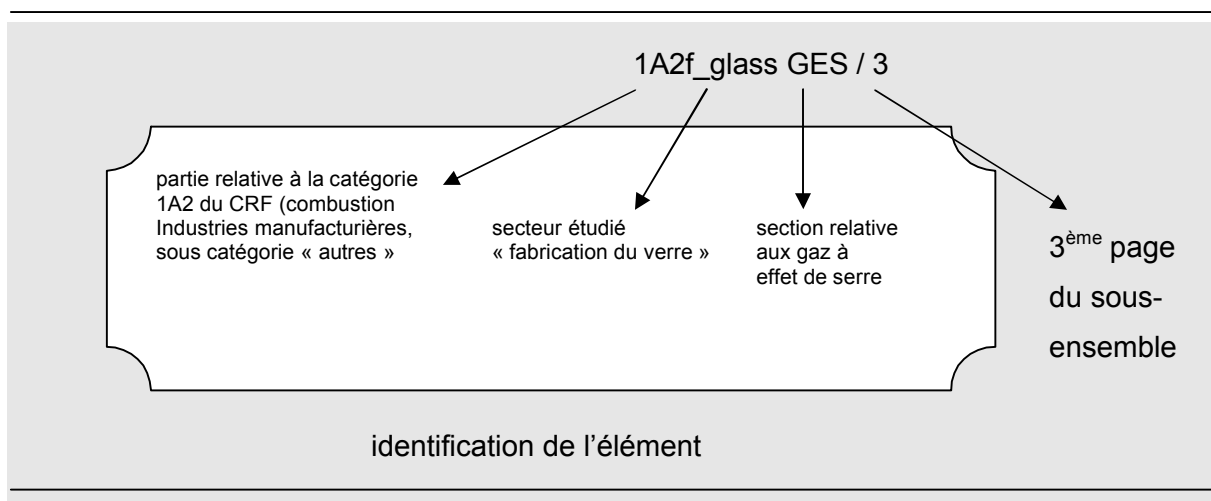 1A2f_glass GES / 3
partie relative à la catégorie
1A2 du CRF (combustion
Industries manufacturières,
sous catégorie « autres »
secteur étudié
« fabrication du verre »
section relative
aux gaz à
effet de serre
3ème page
du sous-
ensemble
identification de l'élément